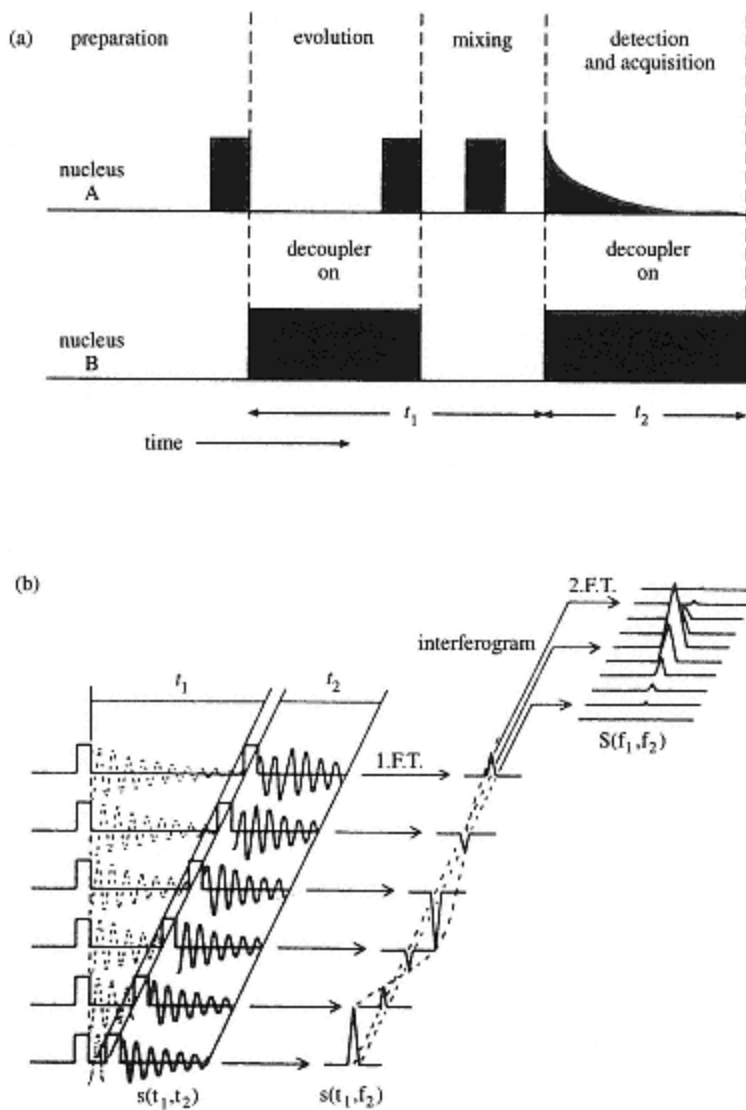 (a)
preparation
evolution
mixing
detection
and acquisition
nucleus
A
decoupler
on
decoupler
on
nucleus
B
t₁
t₂
time
(b)
2.F.T.
interferogram
t₁
t₂
S(f₁,f₂)
1.F.T.
s(t₁,t₂)
s(t₁,f₂)